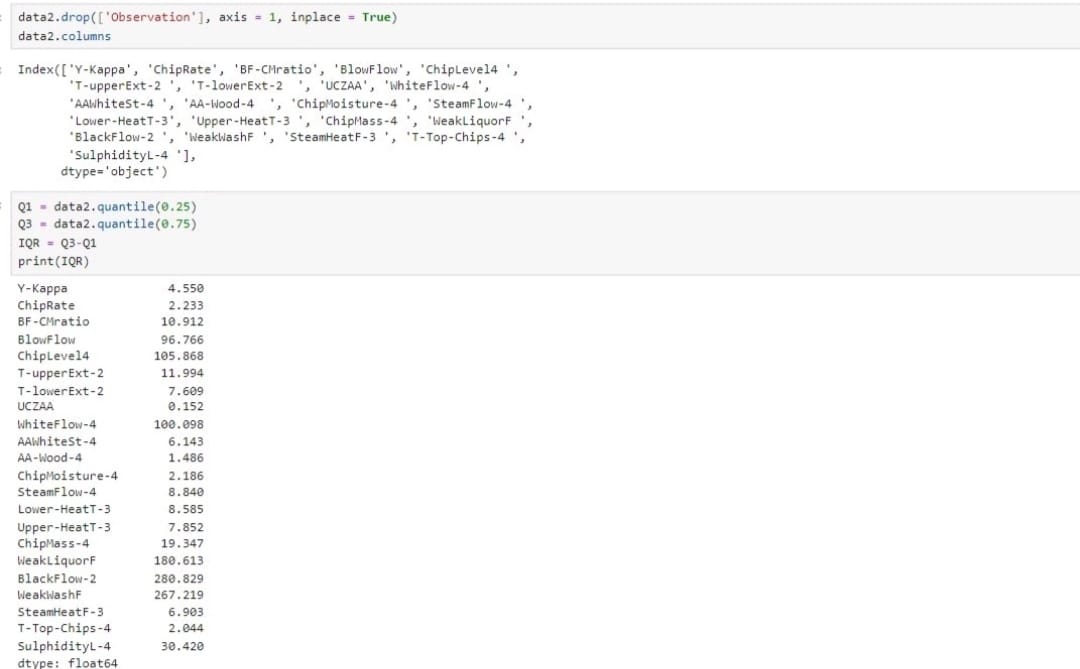 data2.drop(['Observation'], axis = 1, inplace = True)
data2.columns
Index(['Y-Kappa', 'ChipRate', 'BF-CMratio', 'BlowFlow', 'ChipLevel4 ',
'T-upperExt-2 ', 'T-lowerExt-2  ', 'UCZAA', 'WhiteFlow-4 ',
'AAWhiteSt-4 ', 'AA-Wood-4  ', 'ChipMoisture-4 ', 'SteamFlow-4 ',
'Lower-HeatT-3', 'Upper-HeatT-3 ', 'ChipMass-4 ', 'WeakLiquorF ',
'BlackFlow-2 ', 'WeakWashF ', 'SteamHeatF-3 ', 'T-Top-Chips-4 ',
'SulphidityL-4 '],
dtype='object')
Q1 = data2.quantile(0.25)
Q3 = data2.quantile(0.75)
IQR = Q3-Q1
print(IQR)
Y-Kappa 4.550
ChipRate 2.233
BF-CMratio 10.912
BlowFlow 96.766
ChipLevel4 105.868
T-upperExt-2 11.994
T-lowerExt-2 7.609
UCZAA 0.152
WhiteFlow-4 100.098
AAWhiteSt-4 6.143
AA-Wood-4 1.486
ChipMoisture-4 2.186
SteamFlow-4 8.840
Lower-HeatT-3 8.585
Upper-HeatT-3 7.852
ChipMass-4 19.347
WeakLiquorF 180.613
BlackFlow-2 280.829
WeakWashF 267.219
SteamHeatF-3 6.903
T-Top-Chips-4 2.044
SulphidityL-4 30.420
dtype: float64